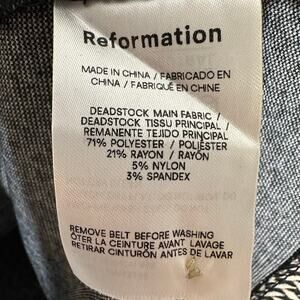 Reformation
MADE IN CHINA / FABRICADO EN
CHINA / FABRIQUÉ EN CHINE
DEADSTOCK MAIN FABRIC /
DEADSTOCK TISSU PRINCIPAL /
REMANENTE TEJIDO PRINCIPAL /
71% POLYESTER / POLIÉSTER
21% RAYON / RAYÓN
5% NYLON
3% SPANDEX
REMOVE BELT BEFORE WASHING
ÔTER LA CEINTURE AVANT LAVAGE
RETIRAR CINTURÓN ANTES DE LAVAR